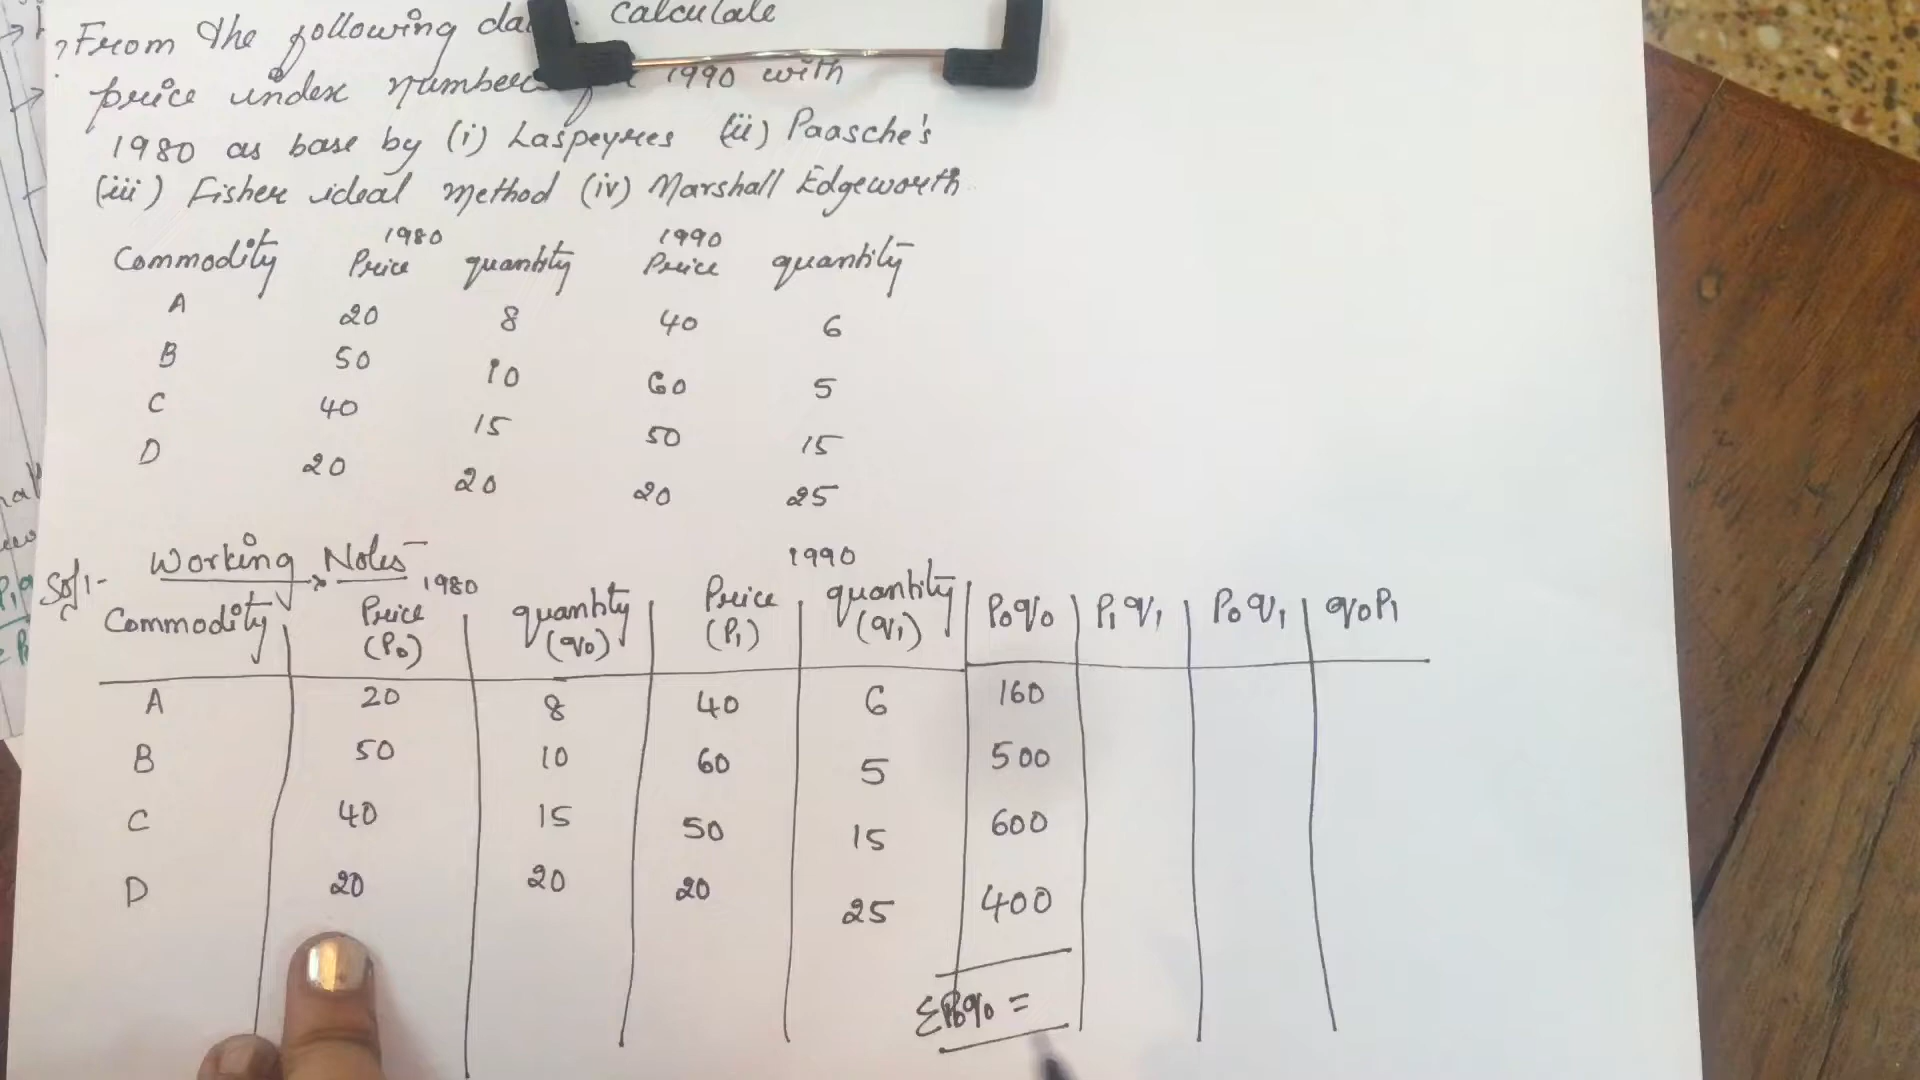 From the following calculate
price index numbers 1990 with
1980 as base by (i) Laspeyrees (ii) Paasche's
(iii) Fisher ideal method (iv) Marshall Edgeworth
1980 1990
Commodity Price quantity Price quantity
A 20 8 40 6
B 50 10 60 5
C 40 15 50 15
D 20 20 20 25
Sol:- Working Notes
1980 1990
Commodity Price (P0) quantity (q0) Price (P1) quantity (q1) P0q0 P1q1 P0q1 q0P1
A 20 8 40 6 160
B 50 10 60 5 500
C 40 15 50 15 600
D 20 20 20 25 400
ΣP0q0 =